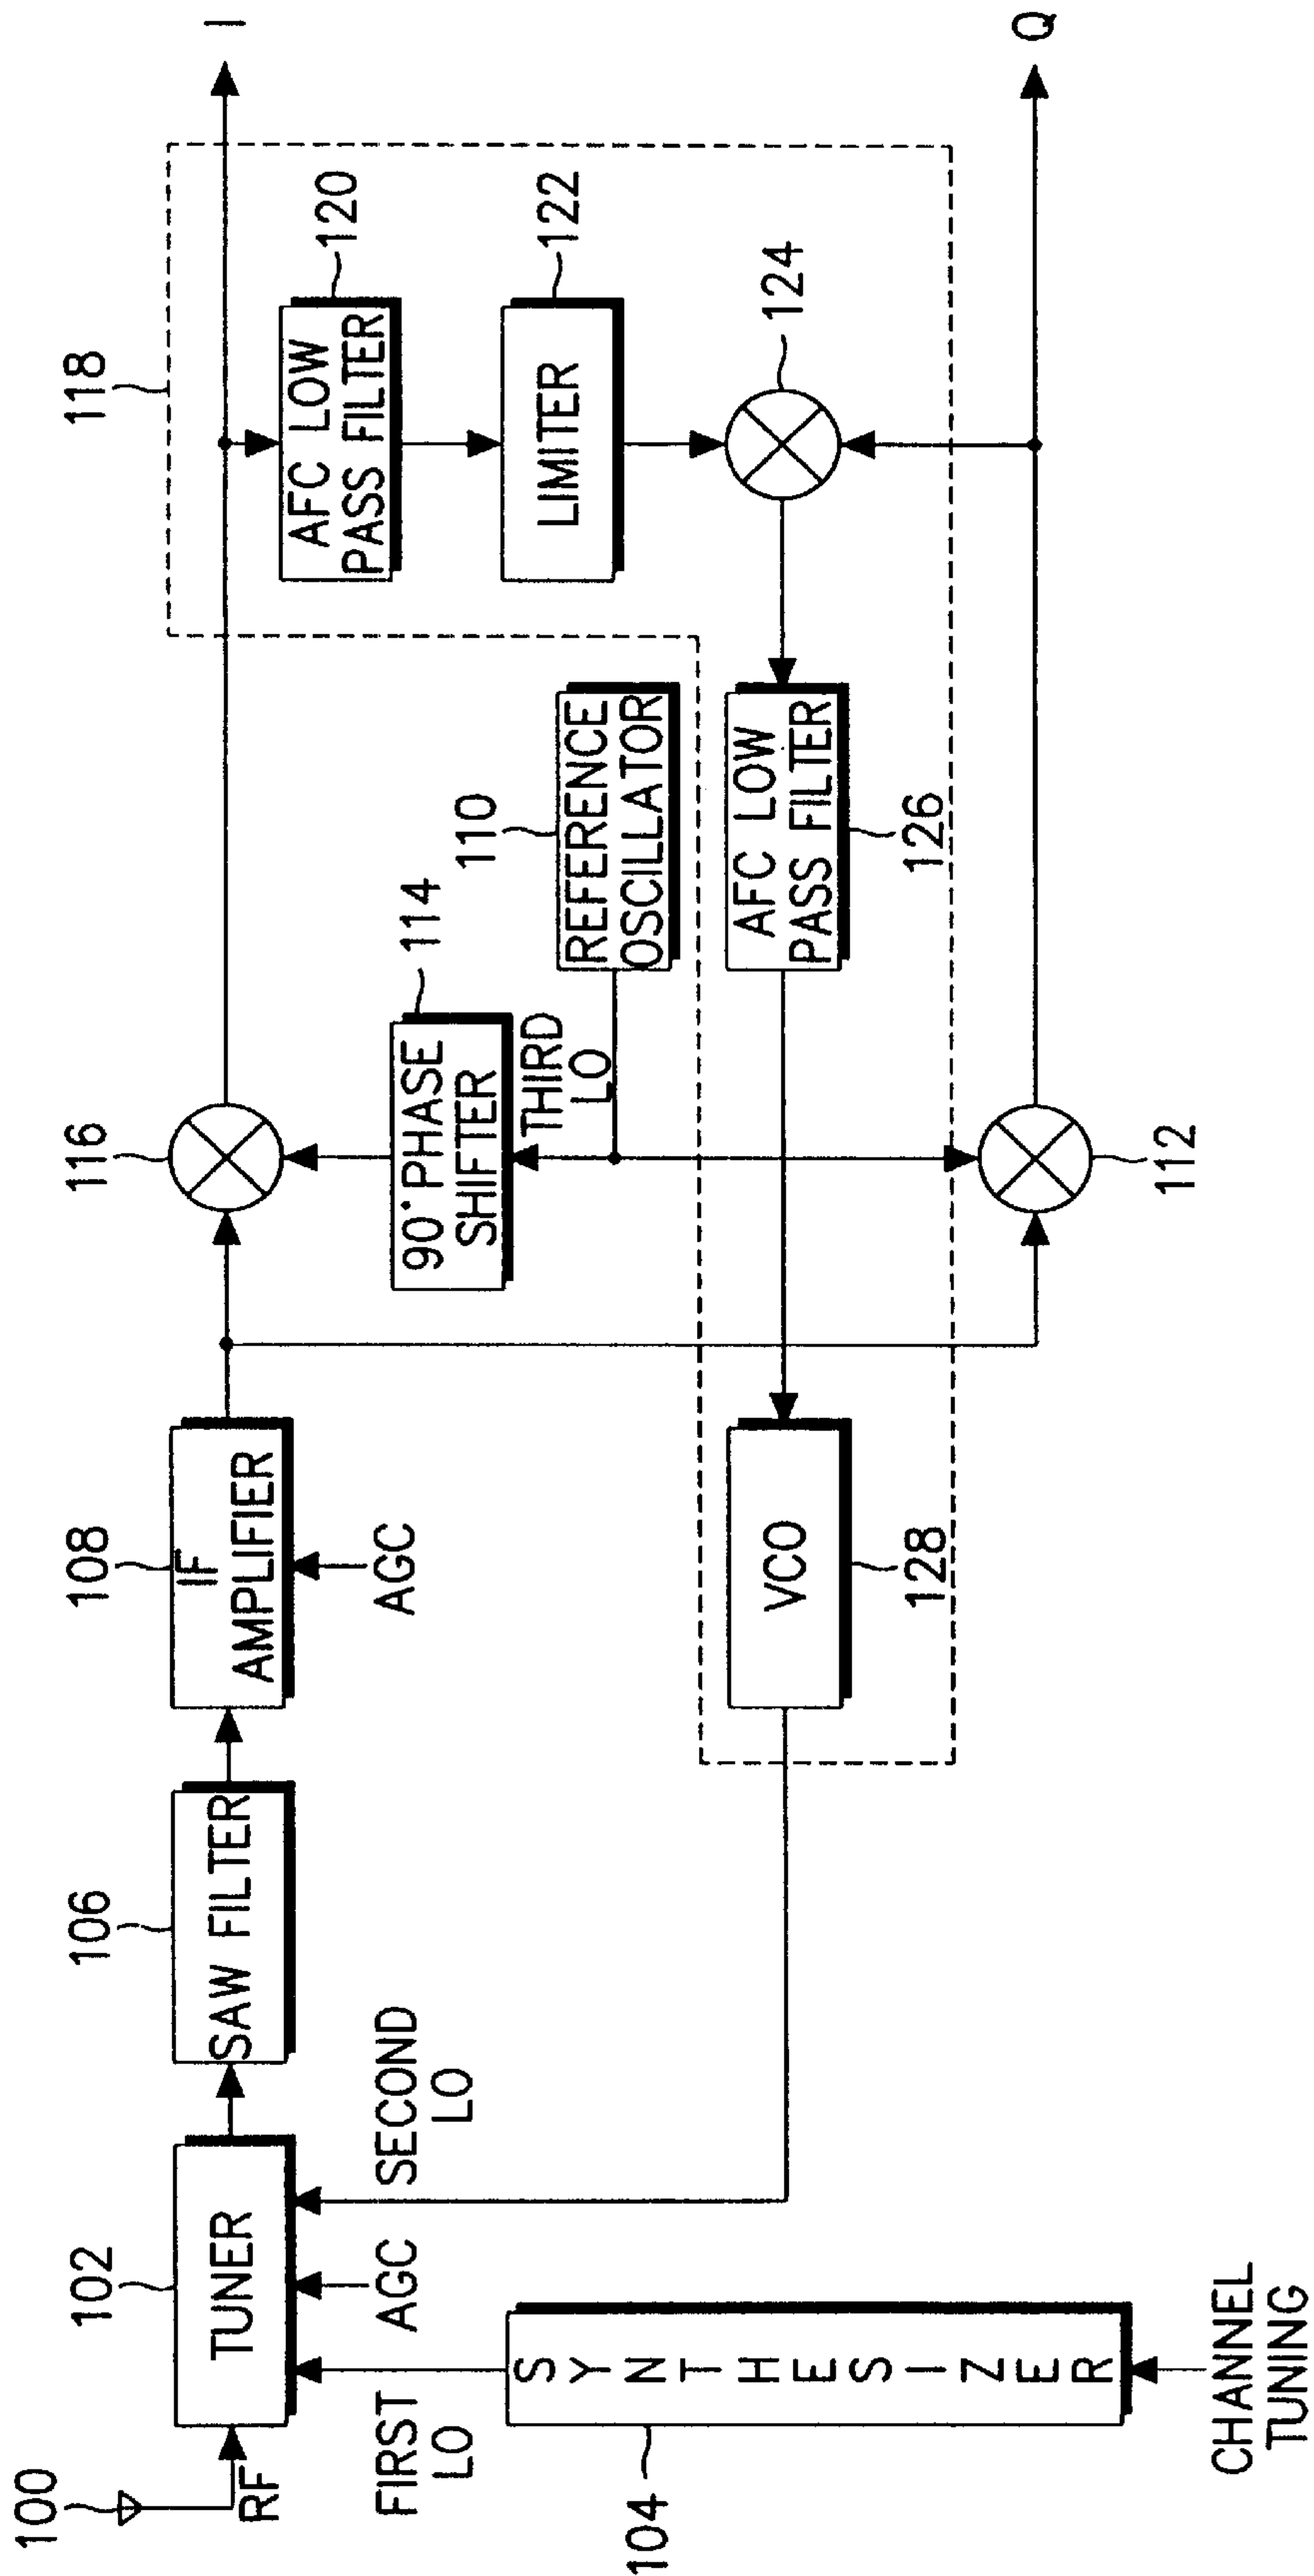 100
RF
102
TUNER
FIRST
LO
AGC
SECOND
LO
104
SYNTHESIZER
CHANNEL
TUNING
106
SAW FILTER
108
IF
AMPLIFIER
AGC
116
114
90° PHASE
SHIFTER
THIRD
LO
110
REFERENCE
OSCILLATOR
112
118
AFC LOW
PASS FILTER
120
LIMITER
122
124
AFC LOW
PASS FILTER
126
VCO
128
I
Q